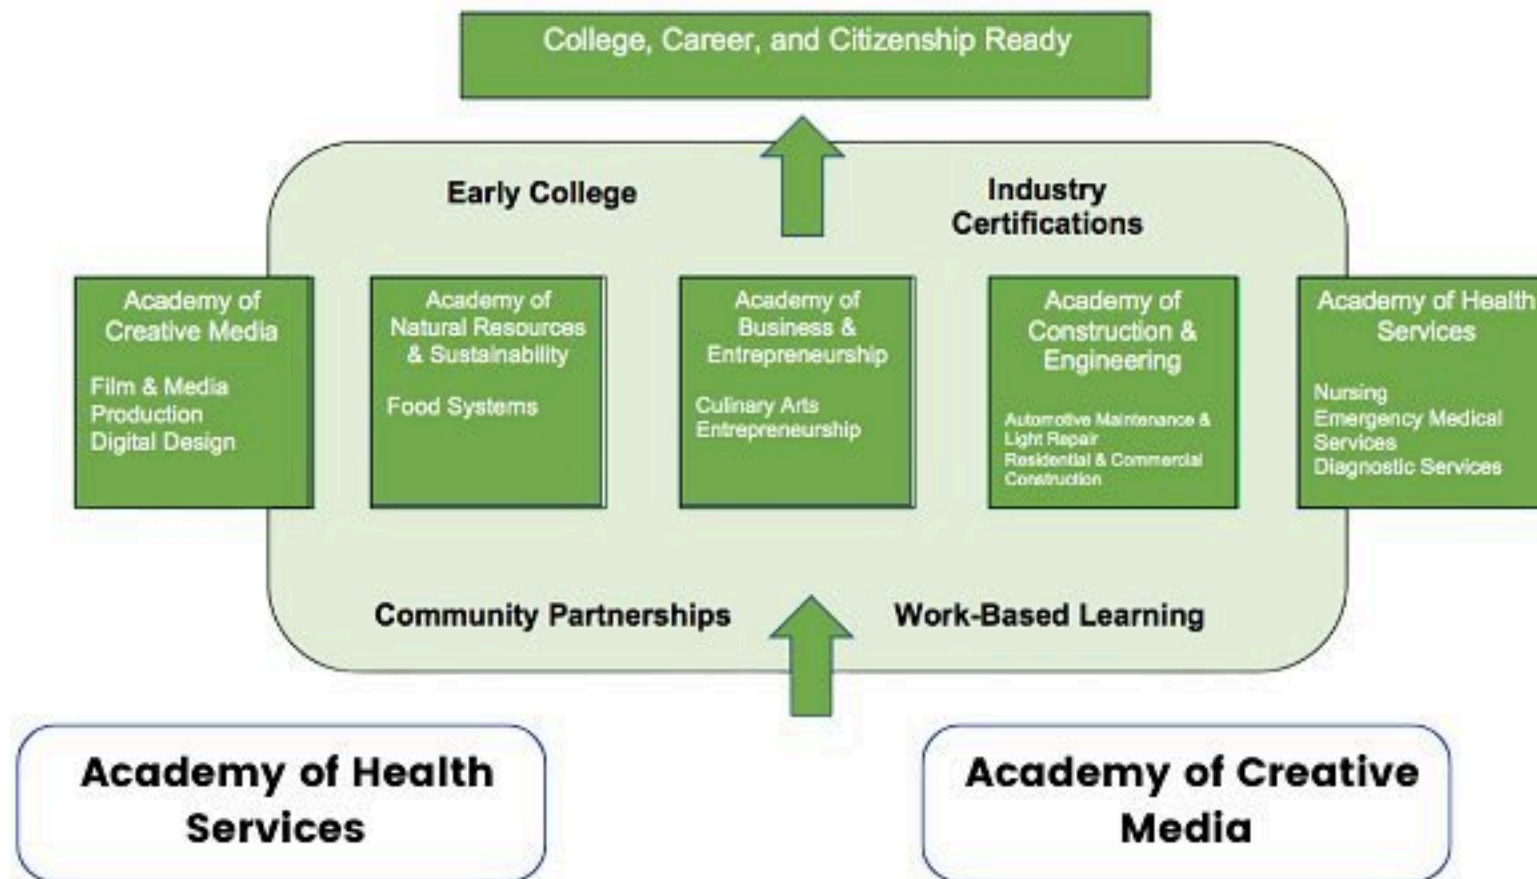 College, Career, and Citizenship Ready
Early College
Industry
Certifications
Academy of
Creative Media
Film & Media
Production
Digital Design
Academy of
Natural Resources
& Sustainability
Food Systems
Academy of
Business &
Entrepreneurship
Culinary Arts
Entrepreneurship
Academy of
Construction &
Engineering
Automotive Maintenance &
Light Repair
Residential & Commercial
Construction
Academy of Health
Services
Nursing
Emergency Medical
Services
Diagnostic Services
Community Partnerships
Work-Based Learning
Academy of Health
Services
Academy of Creative
Media